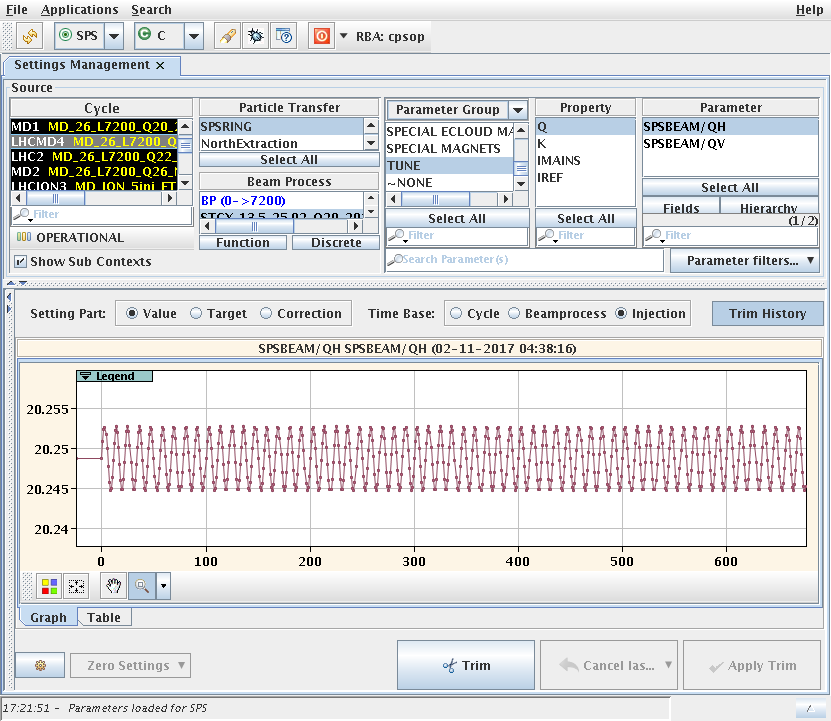 File Applications Search Help
SPS C RBA: cpsop
Settings Management
Source
Cycle
MD1 MD_26_L7200_Q20_2
LHCMD4 MD_26_L7200_Q
LHC2 MD_26_L7200_Q22_
MD2 MD_26_L7200_Q26_N
LHCION3 MD_ION_5inj_FT
Filter
OPERATIONAL
Show Sub Contexts
Particle Transfer
SPSRING
NorthExtraction
Select All
Beam Process
BP (0->7200)
Function Discrete
Parameter Group
SPECIAL ECLOUD MA
SPECIAL MAGNETS
TUNE
~NONE
Select All
Filter
Search Parameter(s)
Property
Q
K
IMAINS
IREF
Select All
Filter
Parameter
SPSBEAM/QH
SPSBEAM/QV
Select All
Fields Hierarchy
(1/2)
Filter
Parameter filters...
Setting Part: Value Target Correction Time Base: Cycle Beamprocess Injection Trim History
SPSBEAM/QH SPSBEAM/QH (02-11-2017 04:38:16)
Legend
20.255
20.25
20.245
20.24
0 100 200 300 400 500 600
Graph Table
Zero Settings Trim Cancel las... Apply Trim
17:21:51 - Parameters loaded for SPS